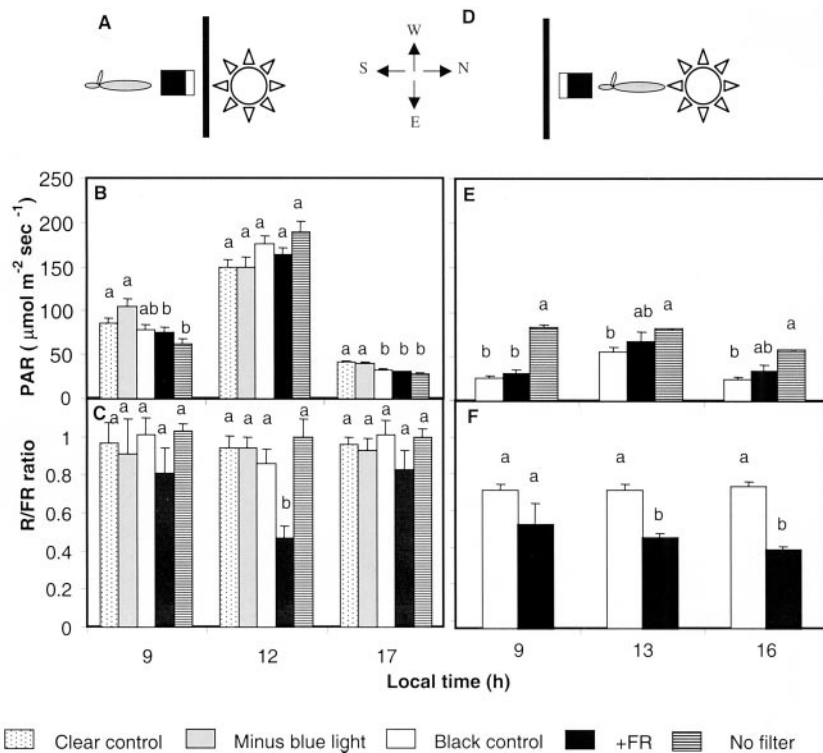 A
D
W
S
N
E
B
E
PAR ( μmol m⁻² sec⁻¹)
250
200
150
100
50
0
a a ab b b
a a a a a
a a b b b
b b a
b ab a
b ab a
C
F
R/FR ratio
1
0.8
0.6
0.4
0.2
0
a a a a a
a a a b a
a a a a a
a a
a b
a b
9 12 17
9 13 16
Local time (h)
Clear control Minus blue light Black control +FR No filter